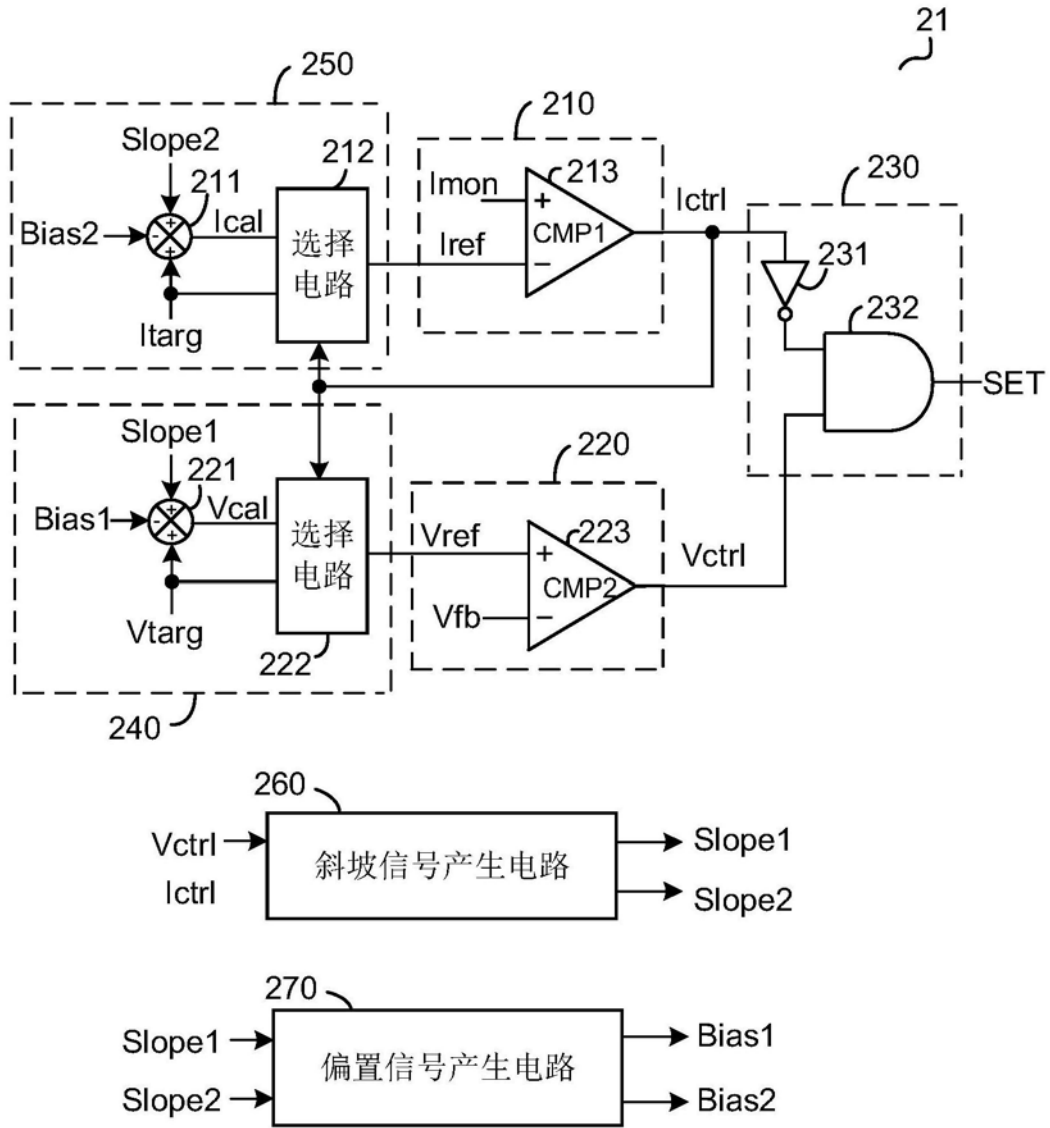 21
250
Slope2
211
Bias2
Ical
Itarg
212
选择
电路
Iref
210
Imon
+
213
CMP1
−
Ictrl
230
231
232
SET
Slope1
221
Bias1
Vcal
Vtarg
选择
电路
222
240
Vref
220
+
223
CMP2
Vfb
−
Vctrl
260
Vctrl
Ictrl
斜坡信号产生电路
Slope1
Slope2
270
Slope1
Slope2
偏置信号产生电路
Bias1
Bias2